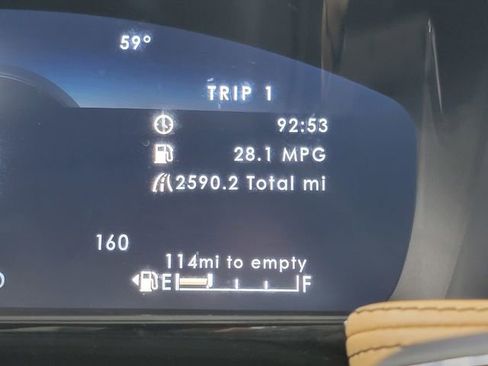 59°
TRIP 1
92:53
28.1 MPG
2590.2 Total mi
160
114mi to empty
E F